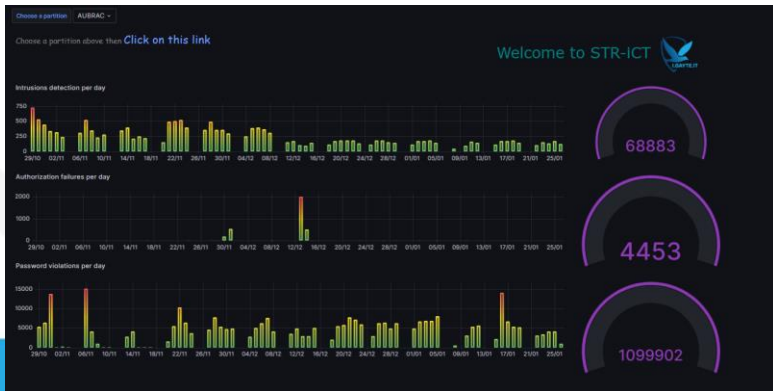 Choose a partition AUBRAC
Choose a partition above then Click on this link
Welcome to STR-iCT
Intrusions detection per day
750
500
250
0
29/10 02/11 06/11 10/11 14/11 18/11 22/11 26/11 30/11 04/12 08/12 12/12 16/12 20/12 24/12 28/12 01/01 05/01 09/01 13/01 17/01 21/01 25/01
68883
Authorization failures per day
2000
1000
0
29/10 02/11 06/11 10/11 14/11 18/11 22/11 26/11 30/11 04/12 08/12 12/12 16/12 20/12 24/12 28/12 01/01 05/01 09/01 13/01 17/01 21/01 25/01
4453
Password violations per day
15000
10000
5000
0
29/10 02/11 06/11 10/11 14/11 18/11 22/11 26/11 30/11 04/12 08/12 12/12 16/12 20/12 24/12 28/12 01/01 05/01 09/01 13/01 17/01 21/01 25/01
1099902